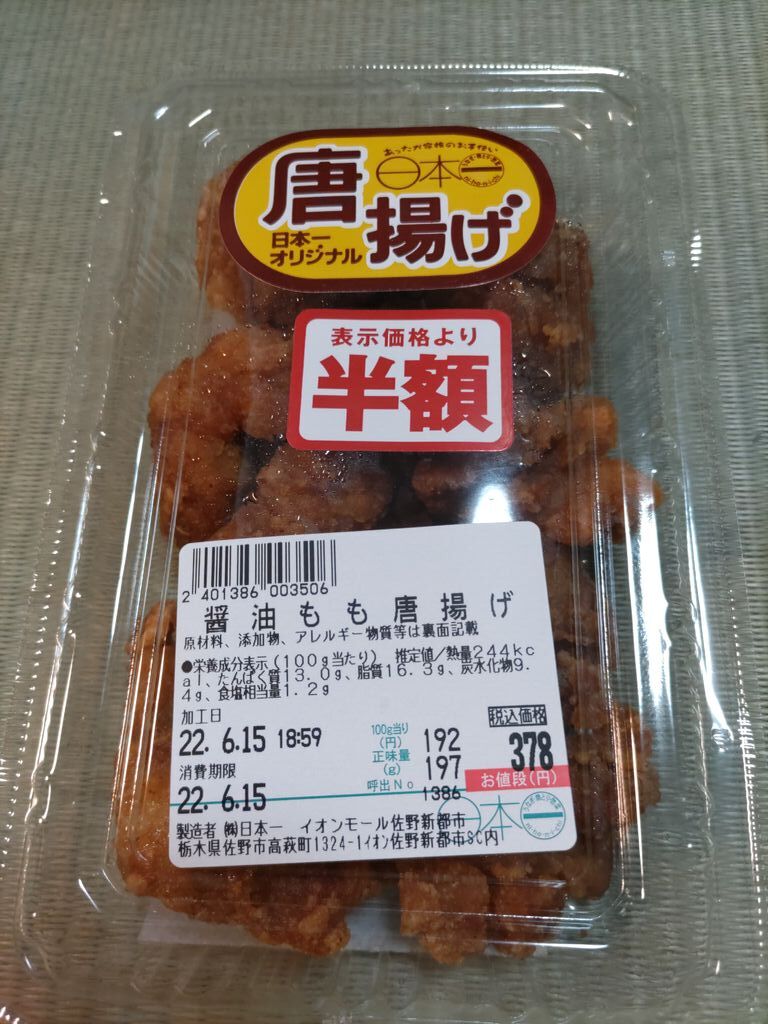 あったか家族のお手伝い
日本一
唐揚げ
日本一
オリジナル
表示価格より
半額
2 401386 003506
醤油もも唐揚げ
原材料、添加物、アレルギー物質等は裏面記載
●栄養成分表示(100g当たり) 推定値/熱量244kc
al、たんぱく質13.0g、脂質16.3g、炭水化物9.
4g、食塩相当量1.2g
加工日
22. 6.15 18:59
消費期限
22. 6.15
100g当り
(円) 192
正味量
(g) 197
呼出No 1386
税込価格
378
お値段(円)
製造者 ㈱日本一 イオンモール佐野新都市
栃木県佐野市高萩町1324-1イオン佐野新都市SC内